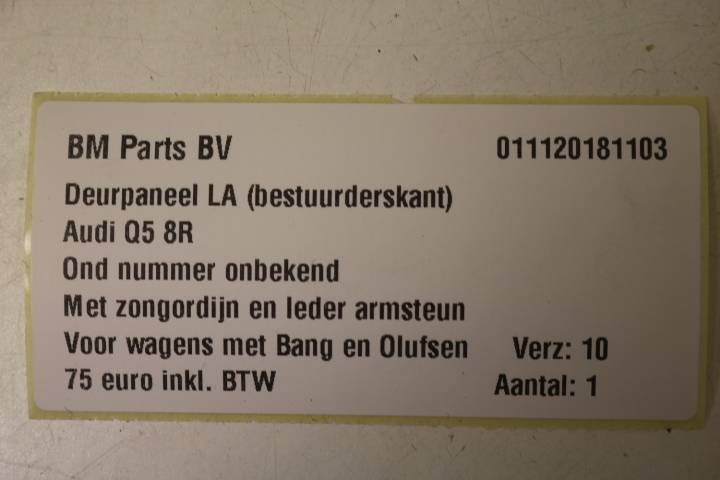 BM Parts BV 011120181103
Deurpaneel LA (bestuurderskant)
Audi Q5 8R
Ond nummer onbekend
Met zongordijn en leder armsteun
Voor wagens met Bang en Olufsen Verz: 10
75 euro inkl. BTW Aantal: 1